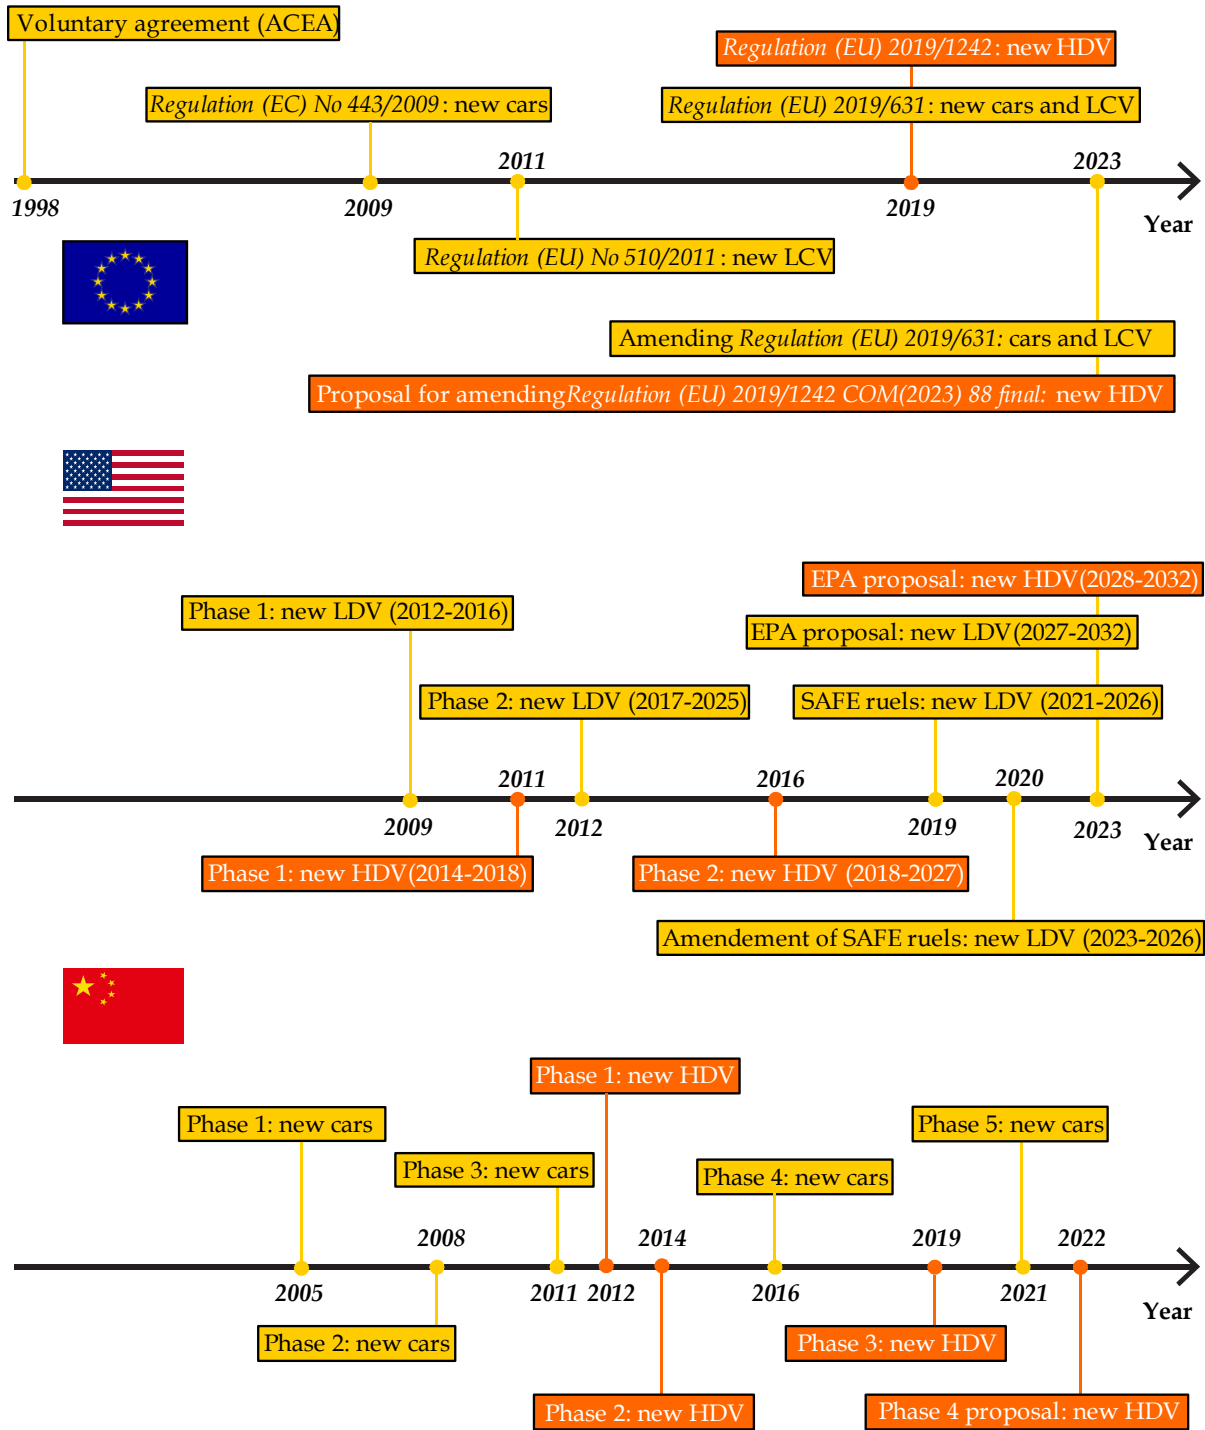 Voluntary agreement (ACEA)
Regulation (EU) 2019/1242: new HDV
Regulation (EC) No 443/2009: new cars
Regulation (EU) 2019/631: new cars and LCV
2011
2023
1998
2009
2019
Year
Regulation (EU) No 510/2011: new LCV
Amending Regulation (EU) 2019/631: cars and LCV
Proposal for amending Regulation (EU) 2019/1242 COM(2023) 88 final: new HDV
EPA proposal: new HDV(2028-2032)
Phase 1: new LDV (2012-2016)
EPA proposal: new LDV(2027-2032)
Phase 2: new LDV (2017-2025)
SAFE ruels: new LDV (2021-2026)
2011
2016
2020
2009
2012
2019
2023
Year
Phase 1: new HDV(2014-2018)
Phase 2: new HDV (2018-2027)
Amendement of SAFE ruels: new LDV (2023-2026)
Phase 1: new HDV
Phase 1: new cars
Phase 5: new cars
Phase 3: new cars
Phase 4: new cars
2008
2014
2019
2022
2005
2011
2012
2016
2021
Year
Phase 2: new cars
Phase 3: new HDV
Phase 2: new HDV
Phase 4 proposal: new HDV